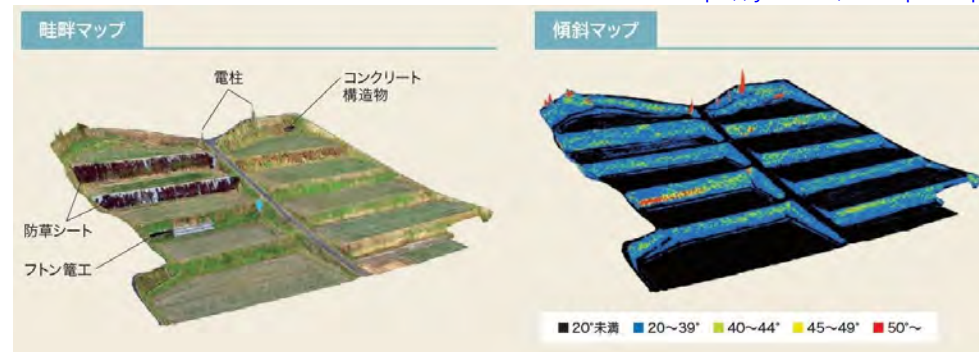 畦畔マップ
傾斜マップ
電柱
コンクリート
構造物
防草シート
フトン篭工
■20°未満 ■20～39° ■40～44° ■45～49° ■50°～